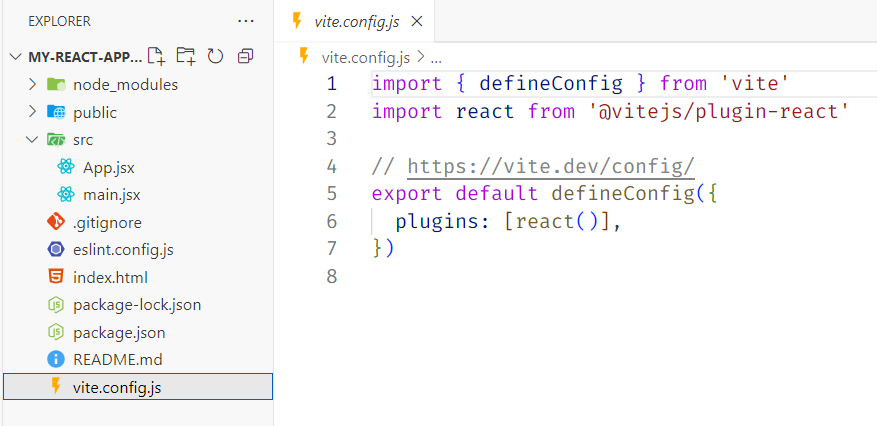 EXPLORER
MY-REACT-APP...
node_modules
public
src
App.jsx
main.jsx
.gitignore
eslint.config.js
index.html
package-lock.json
package.json
README.md
vite.config.js
vite.config.js
vite.config.js > ...
1 import { defineConfig } from 'vite'
2 import react from '@vitejs/plugin-react'
3
4 // https://vite.dev/config/
5 export default defineConfig({
6   plugins: [react()],
7 })
8